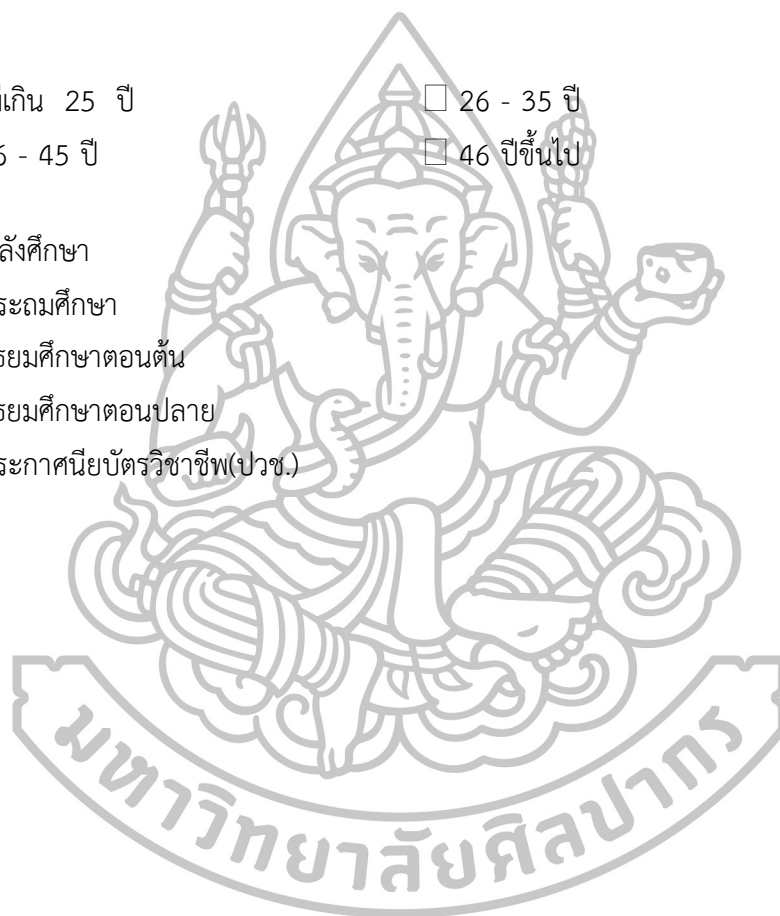 เกิน 25 ปี □ 26 - 35 ปี
- 45 ปี □ 46 ปีขึ้นไป
ลังศึกษา
ระถมศึกษา
ธยมศึกษาตอนต้น
ธยมศึกษาตอนปลาย
ระกาศนียบัตรวิชาชีพ(ปวช.)
มหาวิทยาลัยศิลปากร